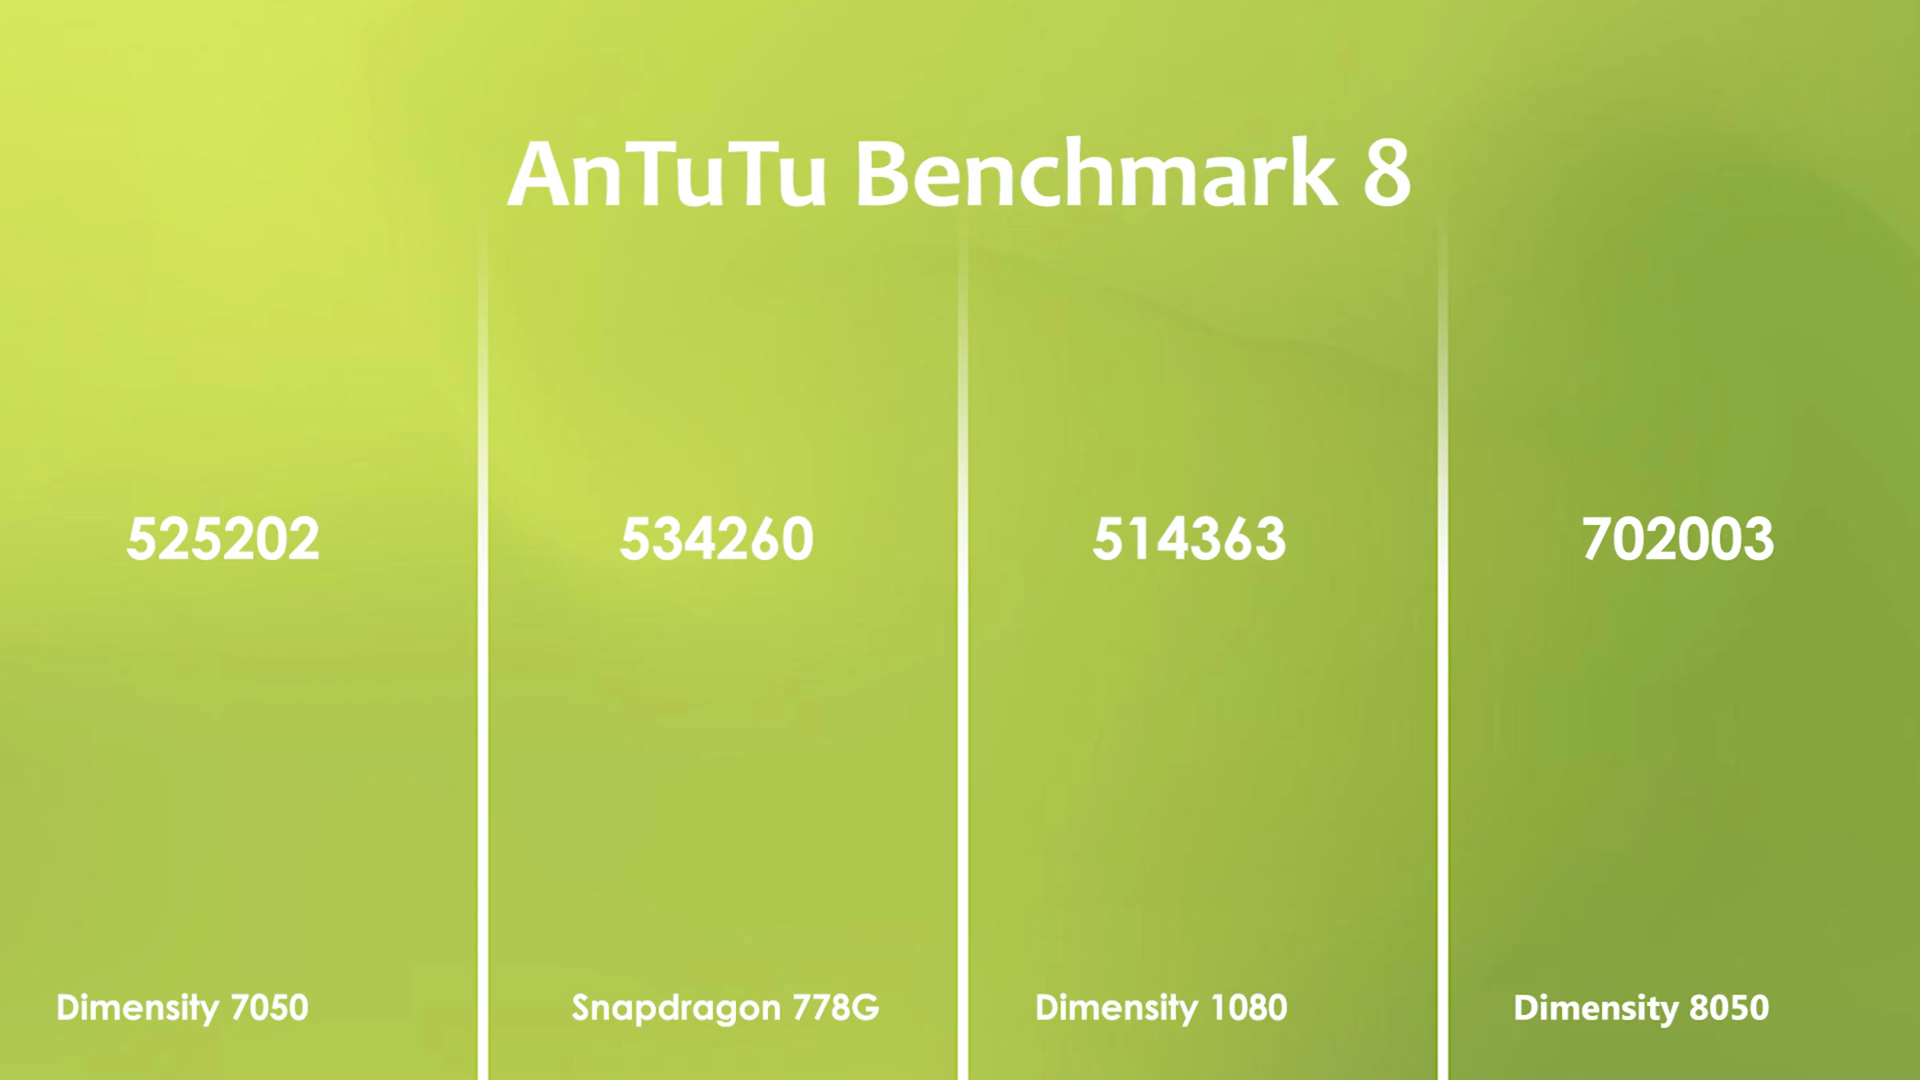 AnTuTu Benchmark 8
525202
534260
514363
702003
Dimensity 7050
Snapdragon 778G
Dimensity 1080
Dimensity 8050